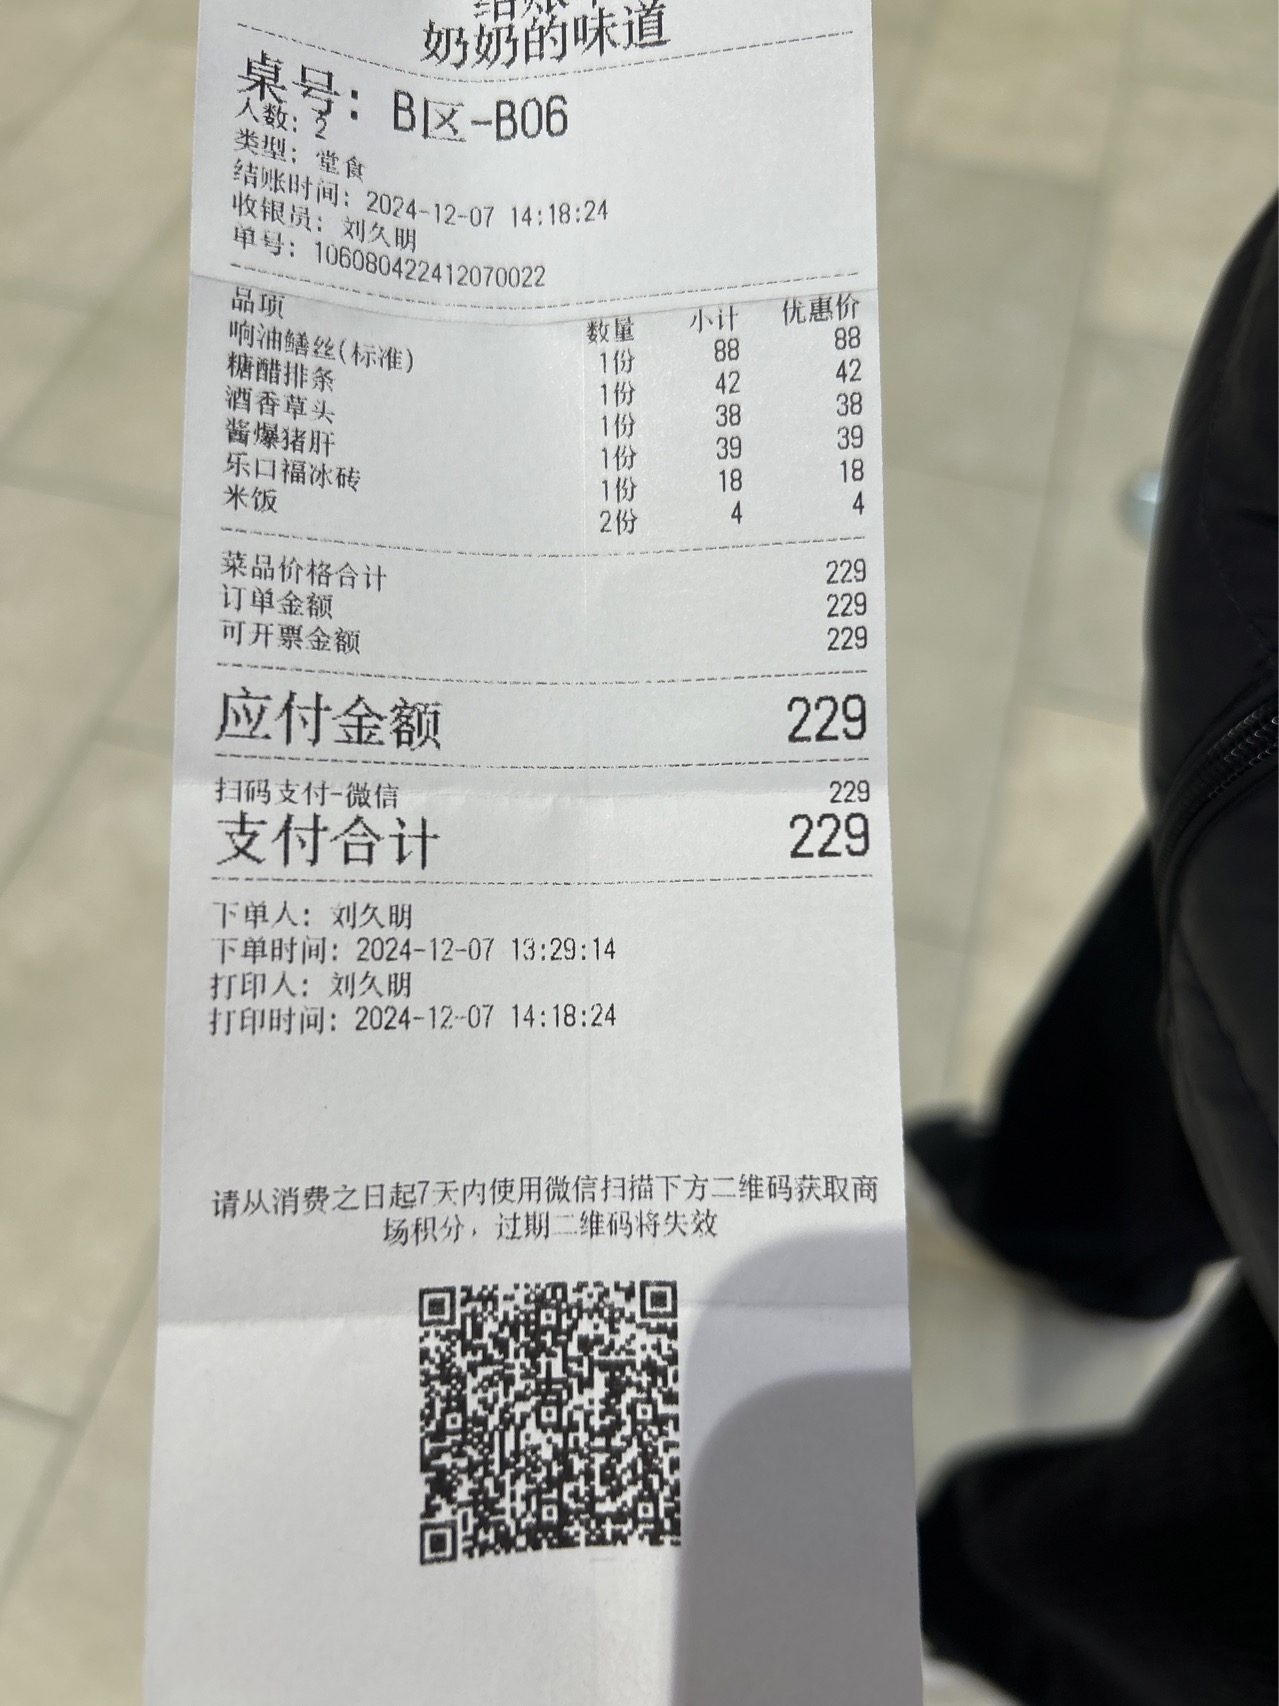 结账单
奶奶的味道
桌号：B区-B06
人数：2
类型：堂食
结账时间：2024-12-07 14:18:24
收银员：刘久明
单号：106080422412070022
品项 数量 小计 优惠价
响油鳝丝(标准) 1份 88 88
糖醋排条 1份 42 42
酒香草头 1份 38 38
酱爆猪肝 1份 39 39
乐口福冰砖 1份 18 18
米饭 2份 4 4
菜品价格合计 229
订单金额 229
可开票金额 229
应付金额 229
扫码支付-微信 229
支付合计 229
下单人：刘久明
下单时间：2024-12-07 13:29:14
打印人：刘久明
打印时间：2024-12-07 14:18:24
请从消费之日起7天内使用微信扫描下方二维码获取商
场积分，过期二维码将失效